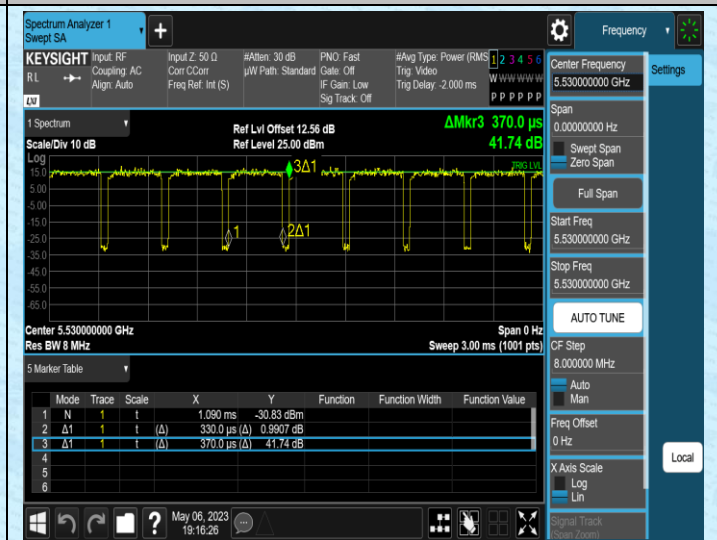 Spectrum Analyzer 1
Swept SA
+
Frequency
KEYSIGHT
RL
LXI
Input: RF
Coupling: AC
Align: Auto
Input Z: 50 Ω
Corr CCorr
Freq Ref: Int (S)
#Atten: 30 dB
µW Path: Standard
PNO: Fast
Gate: Off
IF Gain: Low
Sig Track: Off
#Avg Type: Power (RMS
Trig: Video
Trig Delay: -2.000 ms
1 2 3 4 5 6
W W W W W W
P P P P P P
1 Spectrum
Scale/Div 10 dB
Ref Lvl Offset 12.56 dB
Ref Level 25.00 dBm
ΔMkr3 370.0 µs
41.74 dB
Log
15.0
5.00
-5.00
-15.0
-25.0
-35.0
-45.0
-55.0
-65.0
3Δ1
TRIG LVL
1
2Δ1
Center 5.530000000 GHz
Res BW 8 MHz
Span 0 Hz
Sweep 3.00 ms (1001 pts)
5 Marker Table
Mode Trace Scale X Y Function Function Width Function Value
1 N 1 t 1.090 ms -30.83 dBm
2 Δ1 1 t (Δ) 330.0 µs (Δ) 0.9907 dB
3 Δ1 1 t (Δ) 370.0 µs (Δ) 41.74 dB
4
5
6
?
May 06, 2023
19:16:26
Center Frequency
5.530000000 GHz
Span
0.00000000 Hz
Swept Span
Zero Span
Full Span
Start Freq
5.530000000 GHz
Stop Freq
5.530000000 GHz
AUTO TUNE
CF Step
8.000000 MHz
Auto
Man
Freq Offset
0 Hz
X Axis Scale
Log
Lin
Signal Track
(Span Zoom)
Settings
Local